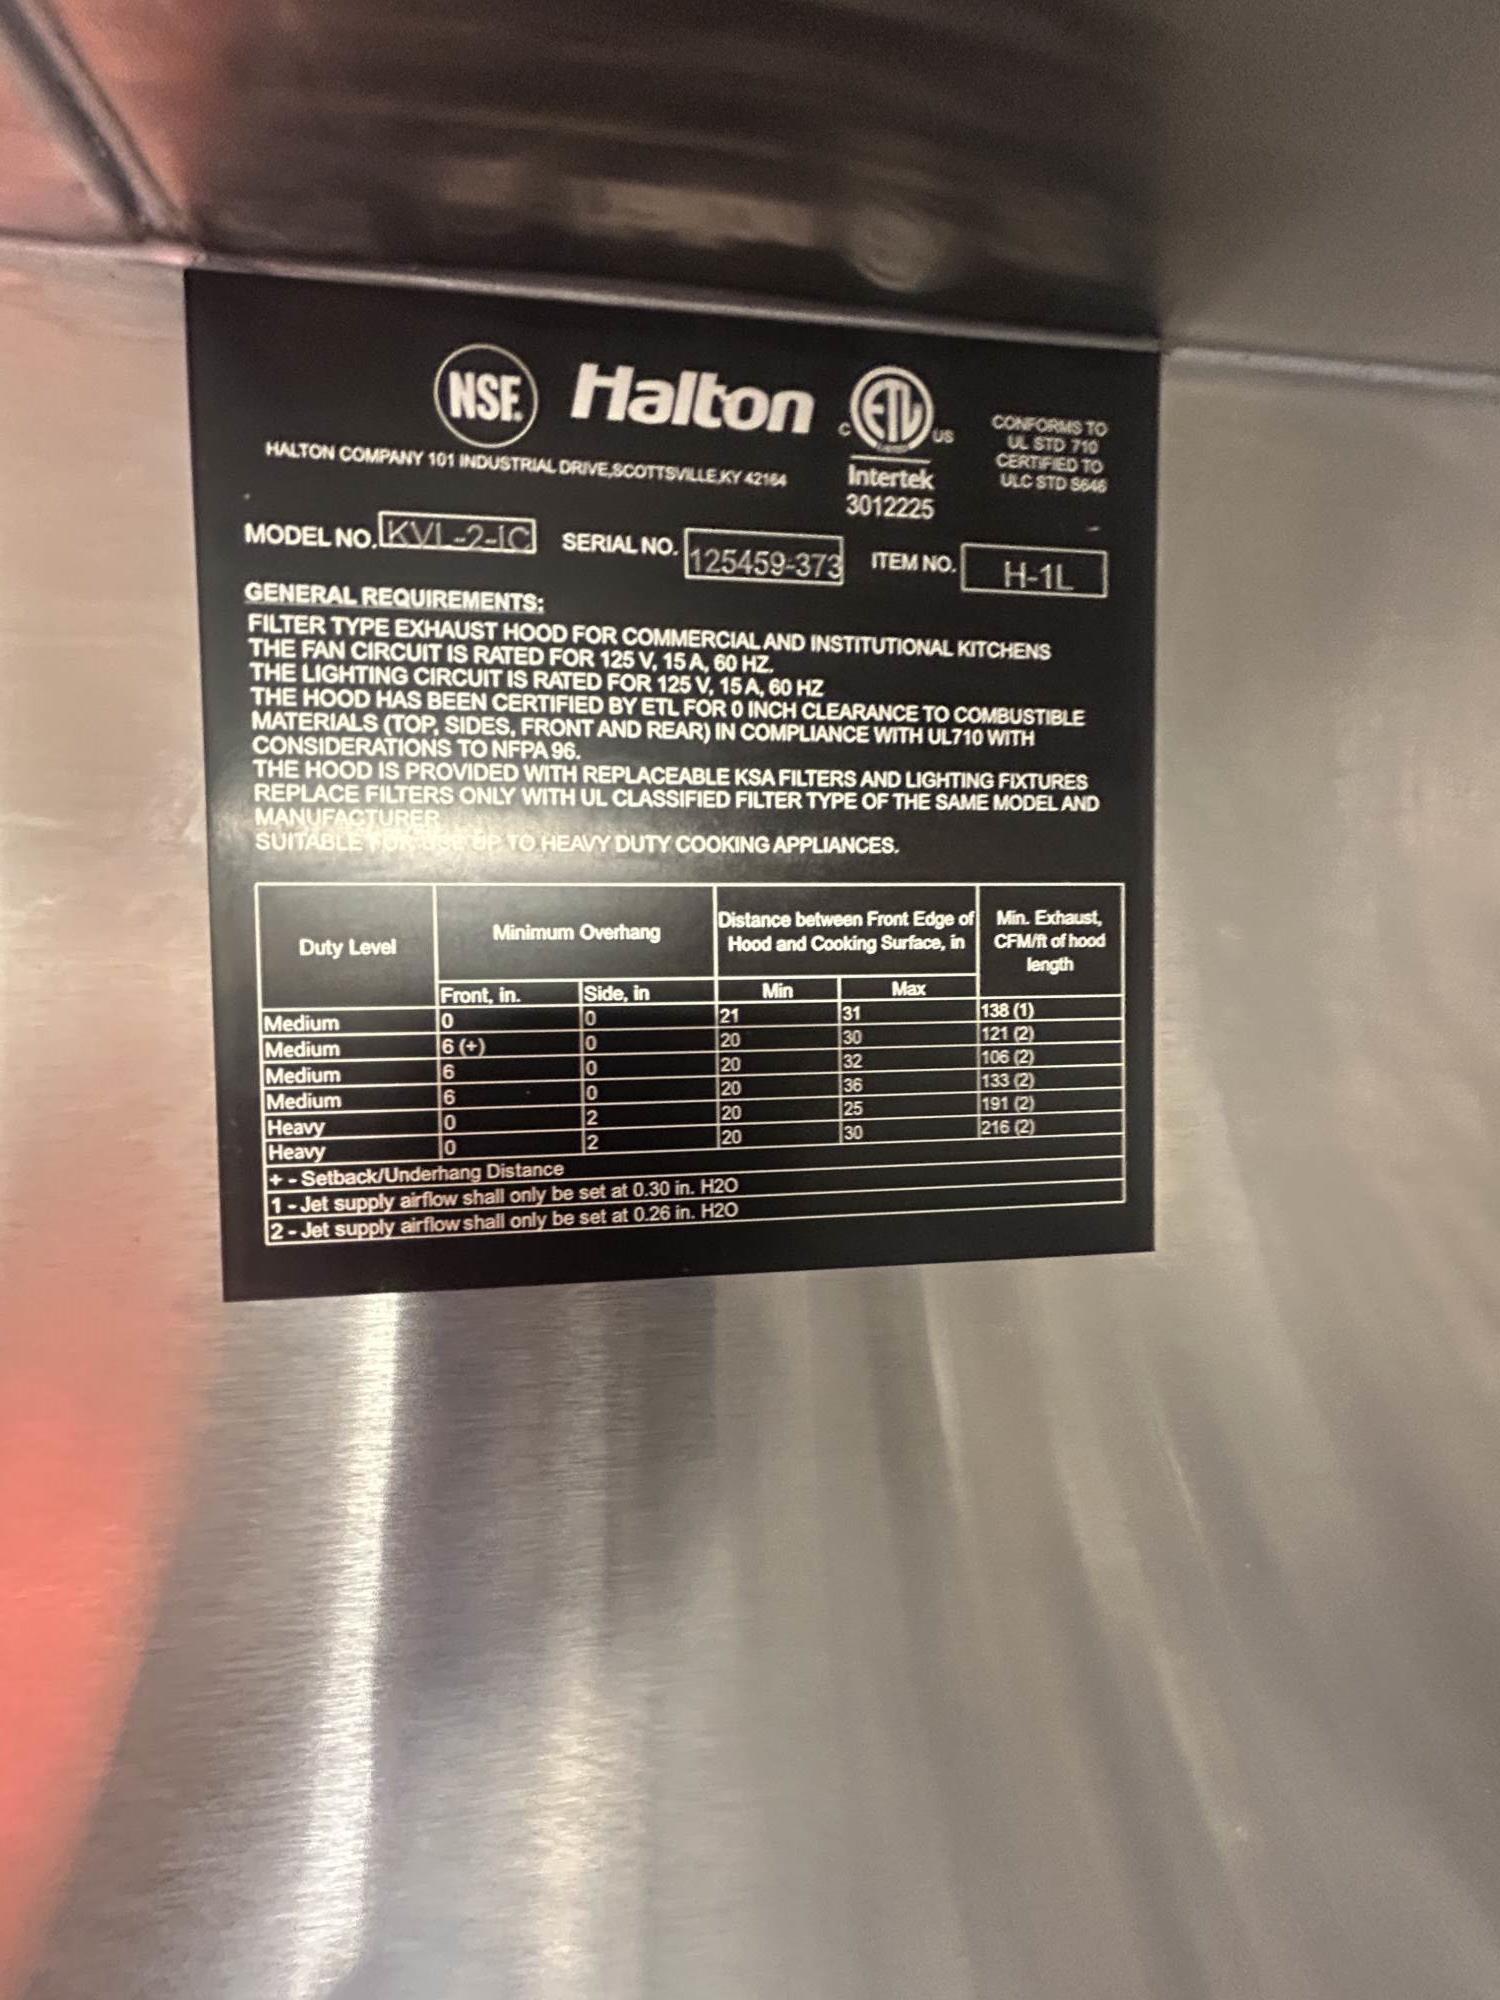 NSF. Halton ETL C US
CONFORMS TO
UL STD 710
CERTIFIED TO
ULC STD S646
HALTON COMPANY 101 INDUSTRIAL DRIVE,SCOTTSVILLE,KY 42164
Intertek
3012225
MODEL NO. KVL-2-IC SERIAL NO. 125459-373 ITEM NO. H-1L
GENERAL REQUIREMENTS:
FILTER TYPE EXHAUST HOOD FOR COMMERCIAL AND INSTITUTIONAL KITCHENS
THE FAN CIRCUIT IS RATED FOR 125 V, 15 A, 60 HZ.
THE LIGHTING CIRCUIT IS RATED FOR 125 V, 15 A, 60 HZ
THE HOOD HAS BEEN CERTIFIED BY ETL FOR 0 INCH CLEARANCE TO COMBUSTIBLE
MATERIALS (TOP, SIDES, FRONT AND REAR) IN COMPLIANCE WITH UL710 WITH
CONSIDERATIONS TO NFPA 96.
THE HOOD IS PROVIDED WITH REPLACEABLE KSA FILTERS AND LIGHTING FIXTURES
REPLACE FILTERS ONLY WITH UL CLASSIFIED FILTER TYPE OF THE SAME MODEL AND
MANUFACTURER
SUITABLE FOR USE UP TO HEAVY DUTY COOKING APPLIANCES.
Duty Level
Minimum Overhang
Distance between Front Edge of
Hood and Cooking Surface, in
Min. Exhaust,
CFM/ft of hood
length
Front, in. Side, in Min Max
Medium 0 0 21 31 138 (1)
Medium 6 (+) 0 20 30 121 (2)
Medium 6 0 20 32 106 (2)
Medium 6 0 20 36 133 (2)
Heavy 0 2 20 25 191 (2)
Heavy 0 2 20 30 216 (2)
+ - Setback/Underhang Distance
1 - Jet supply airflow shall only be set at 0.30 in. H2O
2 - Jet supply airflow shall only be set at 0.26 in. H2O